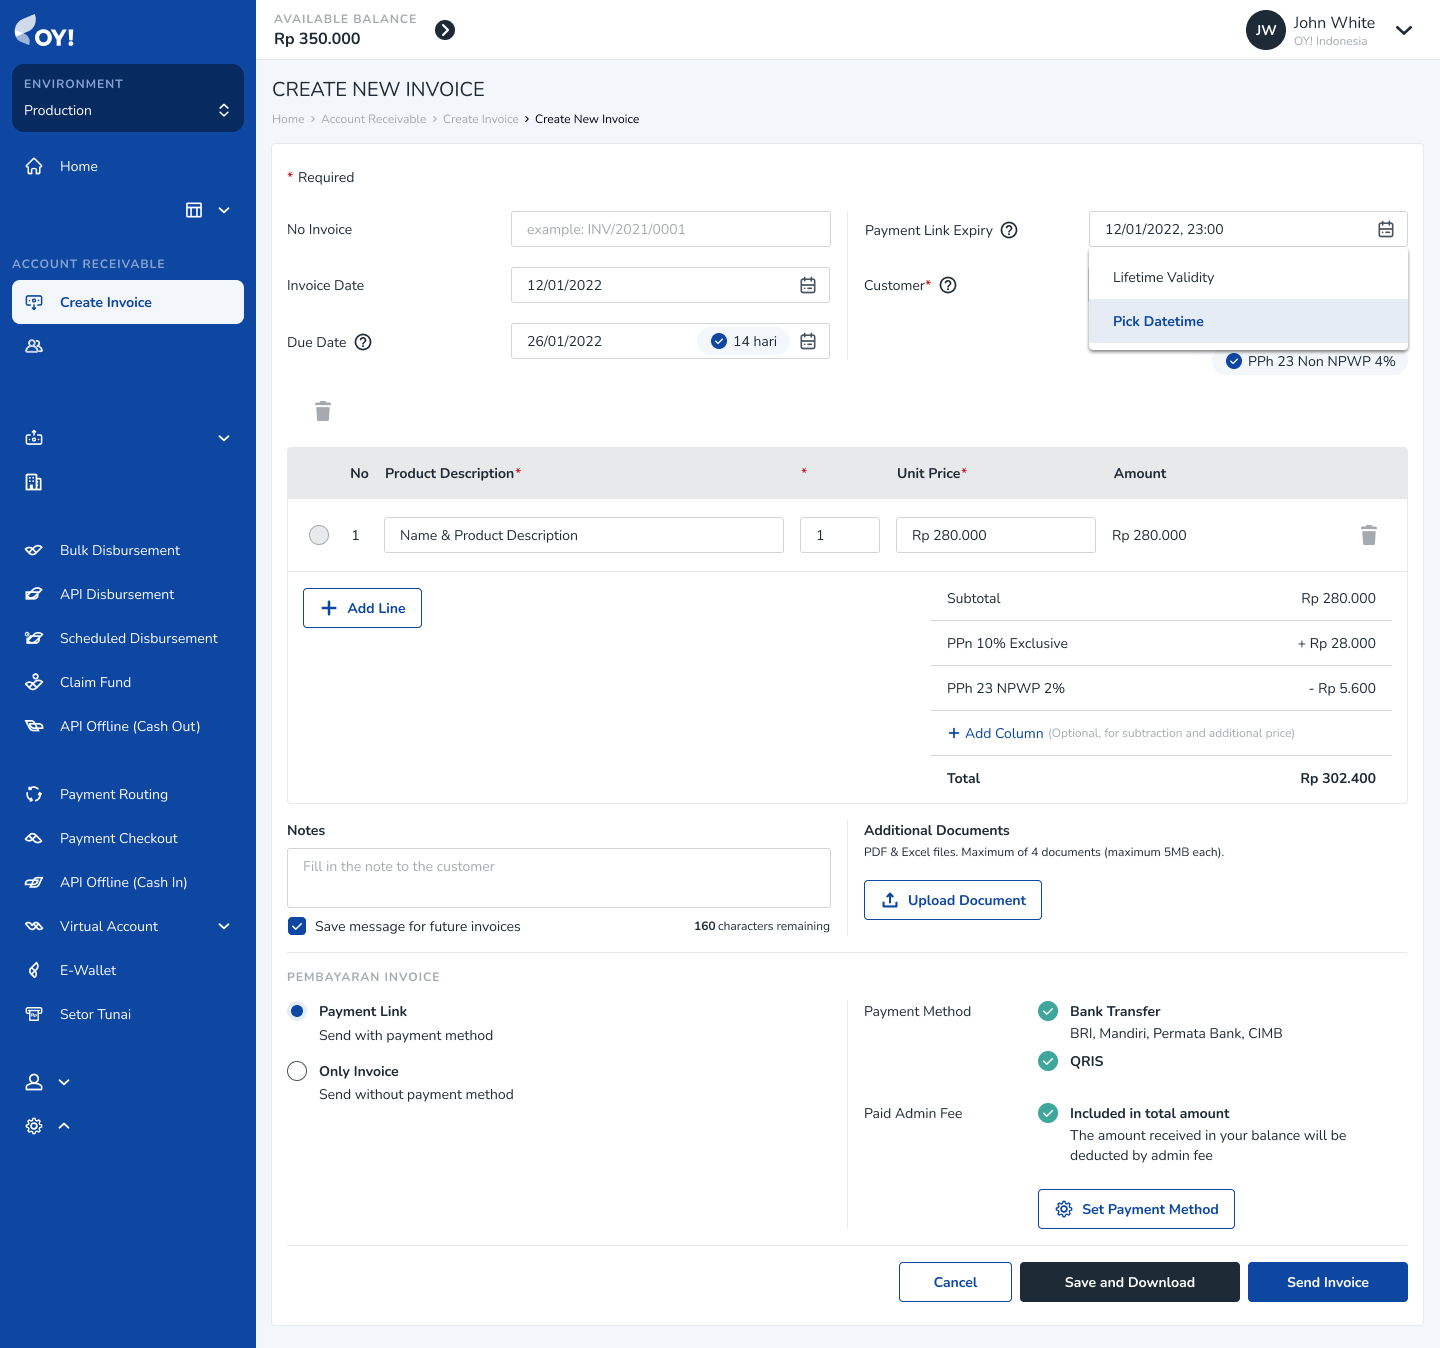 OY!
AVAILABLE BALANCE
Rp 350.000
JW
John White
OY! Indonesia
ENVIRONMENT
Production
Home
ACCOUNT RECEIVABLE
Create Invoice
Bulk Disbursement
API Disbursement
Scheduled Disbursement
Claim Fund
API Offline (Cash Out)
Payment Routing
Payment Checkout
API Offline (Cash In)
Virtual Account
E-Wallet
Setor Tunai
CREATE NEW INVOICE
Home > Account Receivable > Create Invoice > Create New Invoice
* Required
No Invoice
example: INV/2021/0001
Invoice Date
12/01/2022
Due Date
26/01/2022
14 hari
Payment Link Expiry
12/01/2022, 23:00
Customer*
Lifetime Validity
Pick Datetime
PPh 23 Non NPWP 4%
No Product Description* * Unit Price* Amount
1 Name & Product Description 1 Rp 280.000 Rp 280.000
Add Line
Subtotal Rp 280.000
PPn 10% Exclusive + Rp 28.000
PPh 23 NPWP 2% - Rp 5.600
+ Add Column (Optional, for subtraction and additional price)
Total Rp 302.400
Notes
Fill in the note to the customer
Save message for future invoices
160 characters remaining
Additional Documents
PDF & Excel files. Maximum of 4 documents (maximum 5MB each).
Upload Document
PEMBAYARAN INVOICE
Payment Link
Send with payment method
Only Invoice
Send without payment method
Payment Method
Bank Transfer
BRI, Mandiri, Permata Bank, CIMB
QRIS
Paid Admin Fee
Included in total amount
The amount received in your balance will be
deducted by admin fee
Set Payment Method
Cancel
Save and Download
Send Invoice